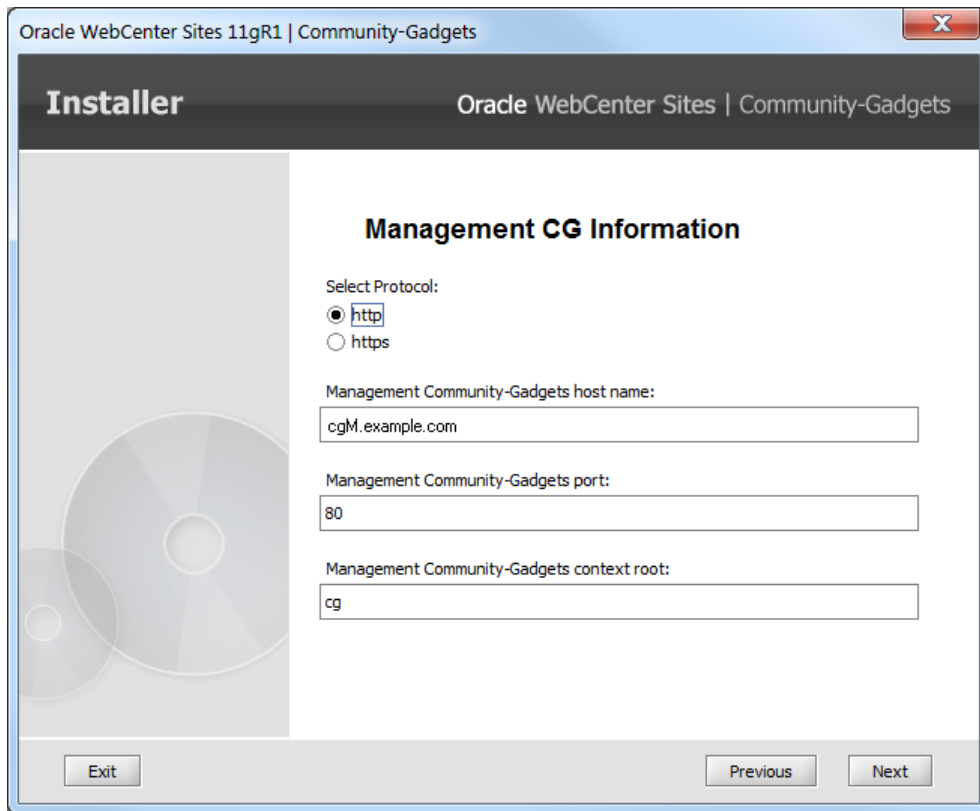 Oracle WebCenter Sites 11gR1 | Community-Gadgets
Installer
Oracle WebCenter Sites | Community-Gadgets
Management CG Information
Select Protocol:
http
https
Management Community-Gadgets host name:
cgM.example.com
Management Community-Gadgets port:
80
Management Community-Gadgets context root:
cg
Exit
Previous
Next